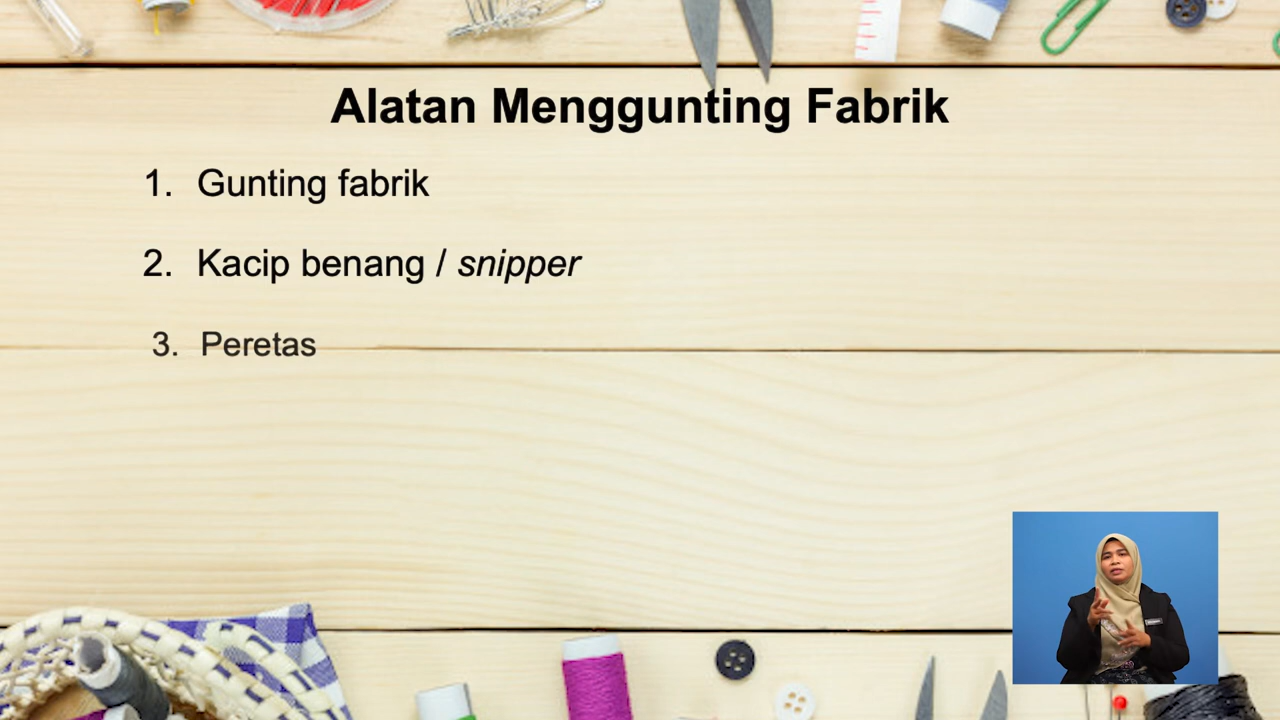 Alatan Menggunting Fabrik
1. Gunting fabrik
2. Kacip benang / snipper
3. Peretas